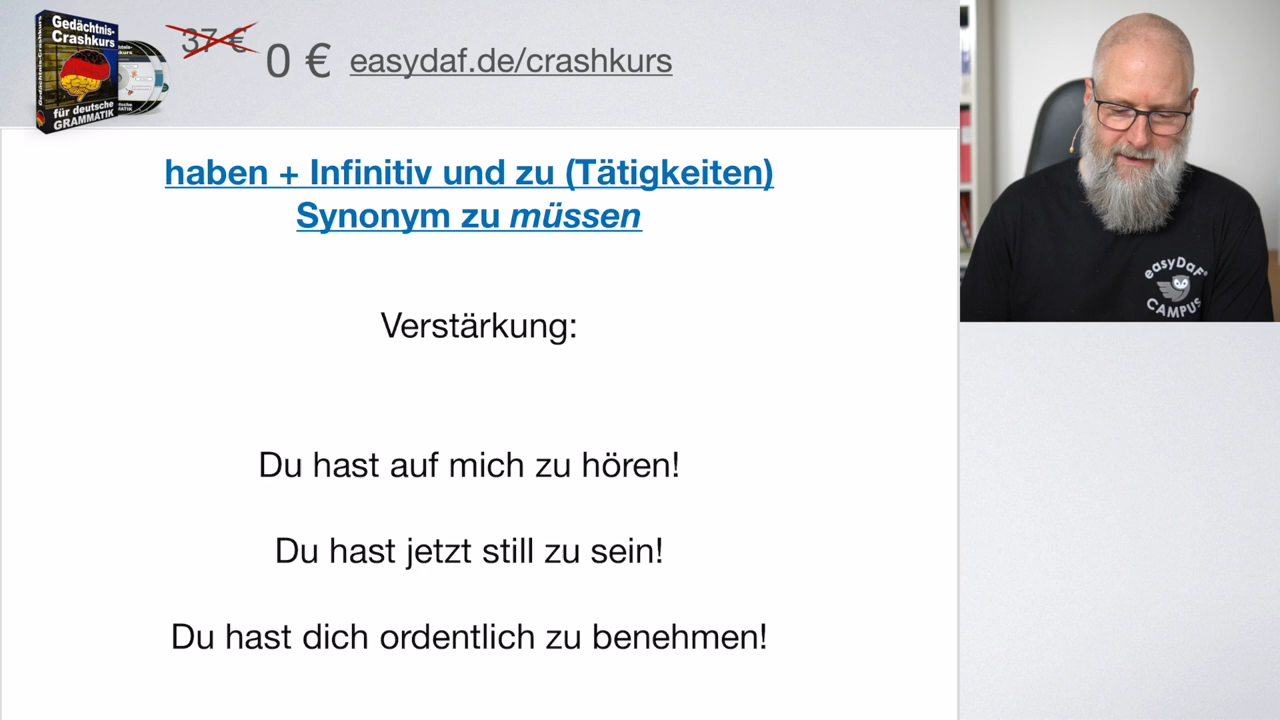 Gedächtnis-
Crashkurs
für deutsche
GRAMMATIK
37 €
0 €
easydaf.de/crashkurs
haben + Infinitiv und zu (Tätigkeiten)
Synonym zu müssen
Verstärkung:
Du hast auf mich zu hören!
Du hast jetzt still zu sein!
Du hast dich ordentlich zu benehmen!
easyDaF®
CAMPUS